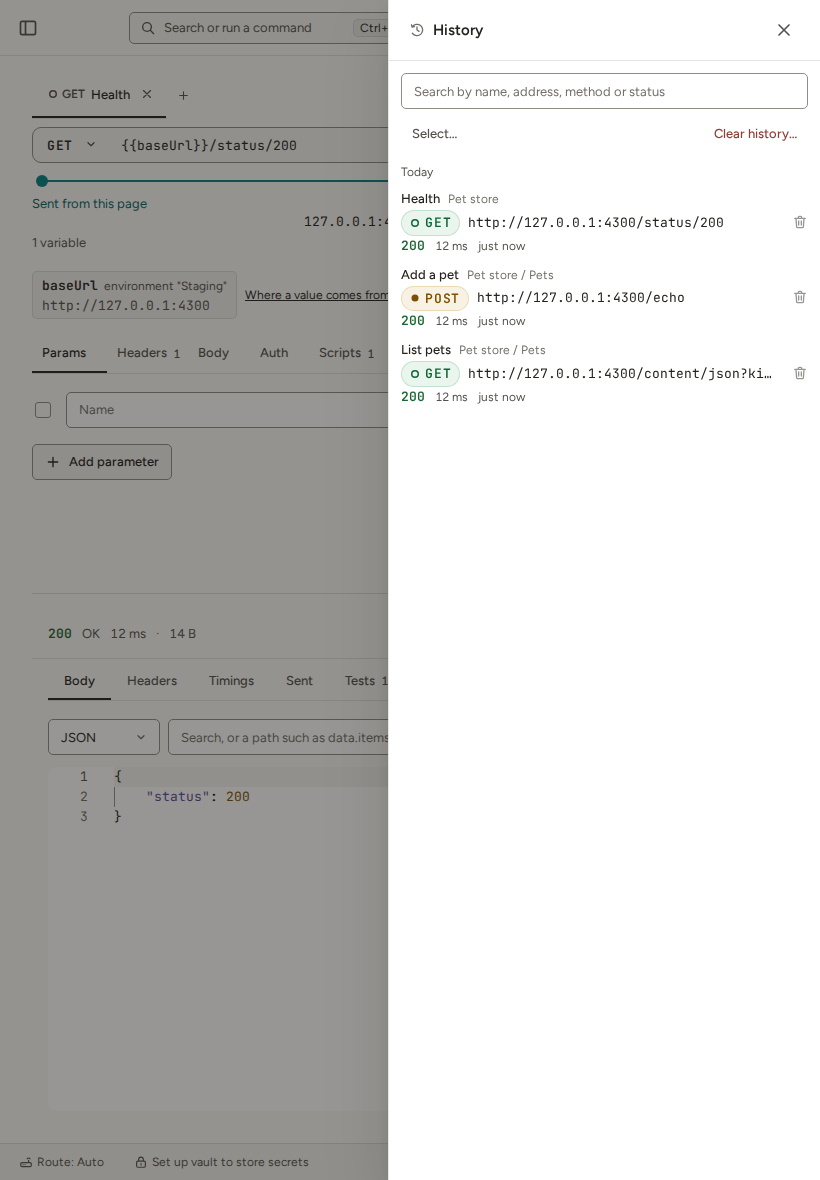 Search or run a command
Ctrl+
GET Health
GET
{{baseUrl}}/status/200
Sent from this page
127.0.0.1:4
1 variable
baseUrl environment "Staging"
http://127.0.0.1:4300
Where a value comes from
Params
Headers 1
Body
Auth
Scripts 1
Name
Add parameter
200 OK 12 ms · 14 B
Body
Headers
Timings
Sent
Tests 1
JSON
Search, or a path such as data.items
1 {
2 "status": 200
3 }
Route: Auto
Set up vault to store secrets
History
Search by name, address, method or status
Select...
Clear history...
Today
Health Pet store
GET http://127.0.0.1:4300/status/200
200 12 ms just now
Add a pet Pet store / Pets
POST http://127.0.0.1:4300/echo
200 12 ms just now
List pets Pet store / Pets
GET http://127.0.0.1:4300/content/json?ki…
200 12 ms just now